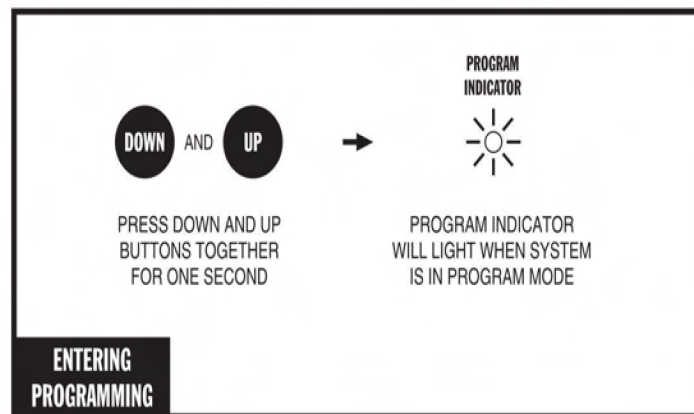 PROGRAM
INDICATOR
DOWN AND UP
PRESS DOWN AND UP
BUTTONS TOGETHER
FOR ONE SECOND
PROGRAM INDICATOR
WILL LIGHT WHEN SYSTEM
IS IN PROGRAM MODE
ENTERING
PROGRAMMING